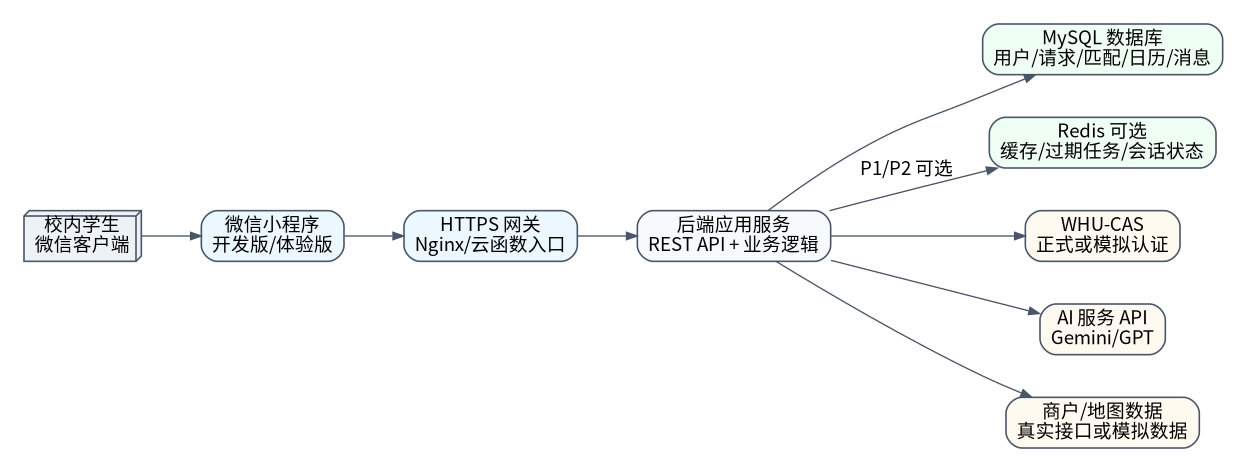 校内学生
微信客户端
微信小程序
开发版/体验版
HTTPS 网关
Nginx/云函数入口
后端应用服务
REST API + 业务逻辑
P1/P2 可选
MySQL 数据库
用户/请求/匹配/日历/消息
Redis 可选
缓存/过期任务/会话状态
WHU-CAS
正式或模拟认证
AI 服务 API
Gemini/GPT
商户/地图数据
真实接口或模拟数据